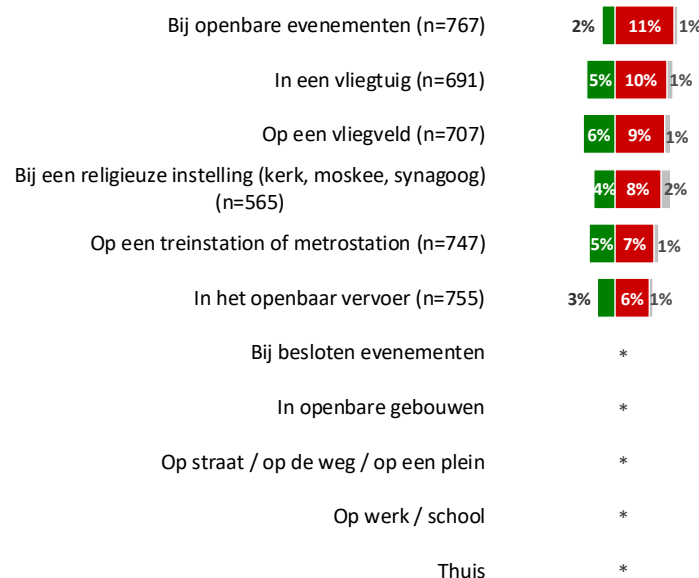 Bij openbare evenementen (n=767) 2% 11% 1%
In een vliegtuig (n=691) 5% 10% 1%
Op een vliegveld (n=707) 6% 9% 1%
Bij een religieuze instelling (kerk, moskee, synagoog)
(n=565) 4% 8% 2%
Op een treinstation of metrostation (n=747) 5% 7% 1%
In het openbaar vervoer (n=755) 3% 6% 1%
Bij besloten evenementen *
In openbare gebouwen *
Op straat / op de weg / op een plein *
Op werk / school *
Thuis *